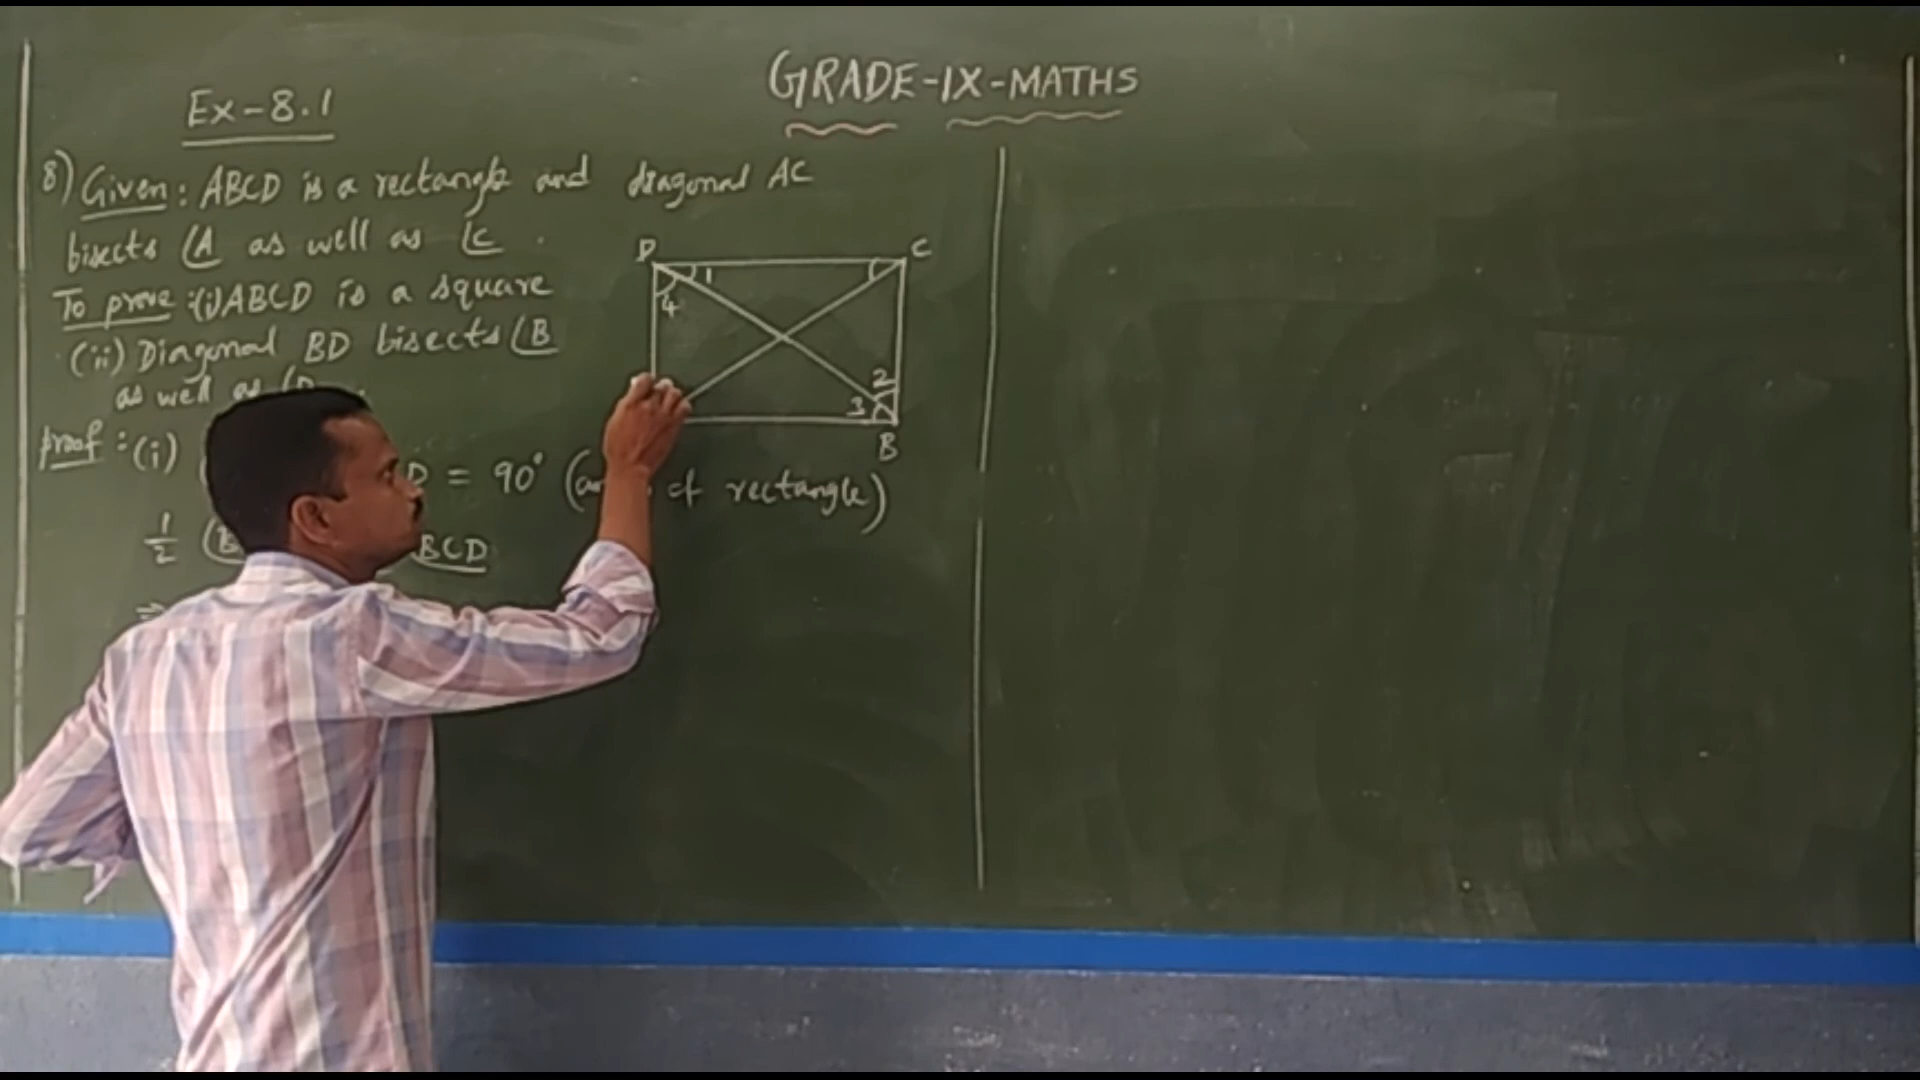 GRADE-IX-MATHS
Ex-8.1
8) Given: ABCD is a rectangle and diagonal AC
bisects ∠A as well as ∠C.
To prove:(i) ABCD is a square
(ii) Diagonal BD bisects ∠B
as well as
Proof: (i) D = 90° ( of rectangle)
1/2 BCD
⇒
D 1 C
4
2
3
B